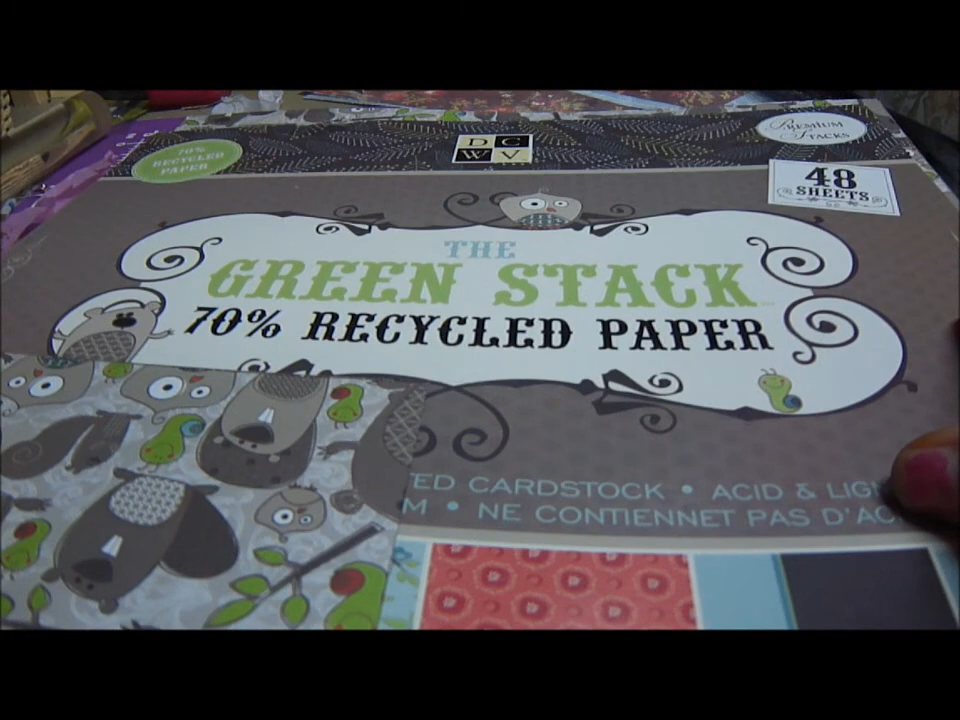 70%
RECYCLED
PAPER
D C
W V
PREMIUM
STACKS
48
SHEETS
THE
GREEN STACK
70% RECYCLED PAPER
ED CARDSTOCK • ACID & LIG
M • NE CONTIENNET PAS D'AC